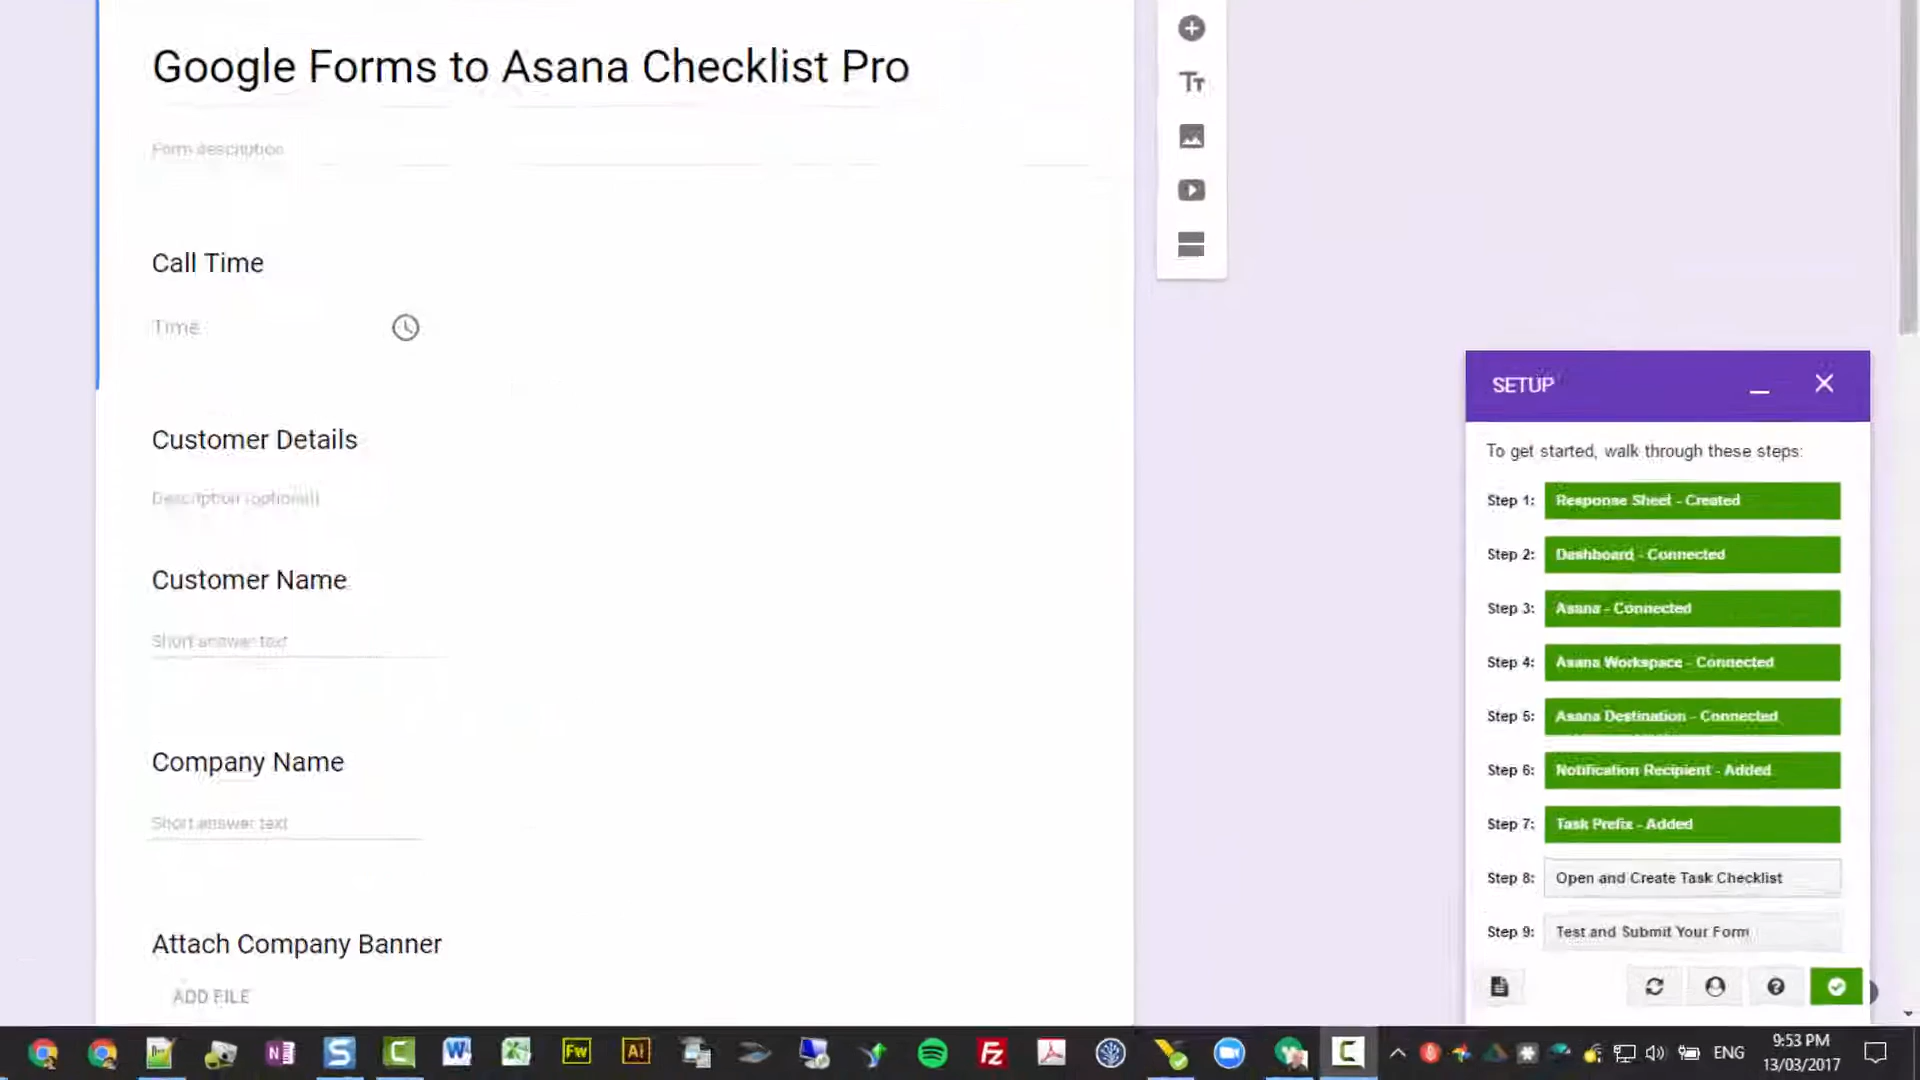 Google Forms to Asana Checklist Pro
Form description
Call Time
Time
Customer Details
Description (optional)
Customer Name
Short answer text
Company Name
Short answer text
Attach Company Banner
ADD FILE
Tт
SETUP
To get started, walk through these steps:
Step 1: Response Sheet - Created
Step 2: Dashboard - Connected
Step 3: Asana - Connected
Step 4: Asana Workspace - Connected
Step 5: Asana Destination - Connected
Step 6: Notification Recipient - Added
Step 7: Task Prefix - Added
Step 8: Open and Create Task Checklist
Step 9: Test and Submit Your Form
Fw
Ai
ENG
9:53 PM
13/03/2017